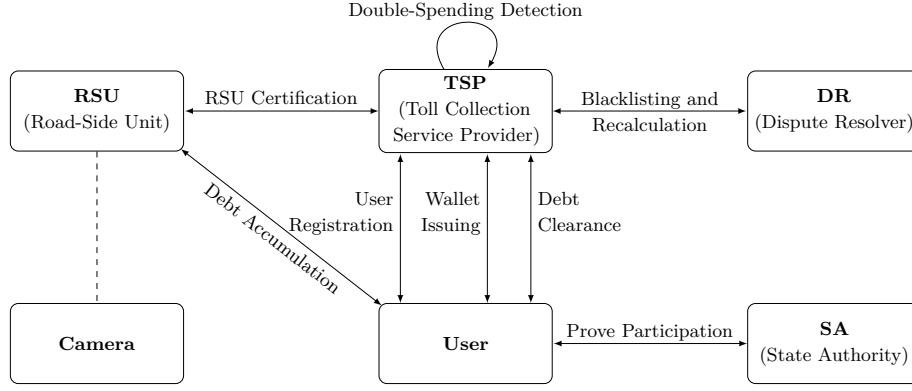 Double-Spending Detection
RSU
(Road-Side Unit)
RSU Certification
TSP
(Toll Collection
Service Provider)
Blacklisting and
Recalculation
DR
(Dispute Resolver)
Debt Accumulation
User
Registration
Wallet
Issuing
Debt
Clearance
Camera
User
Prove Participation
SA
(State Authority)